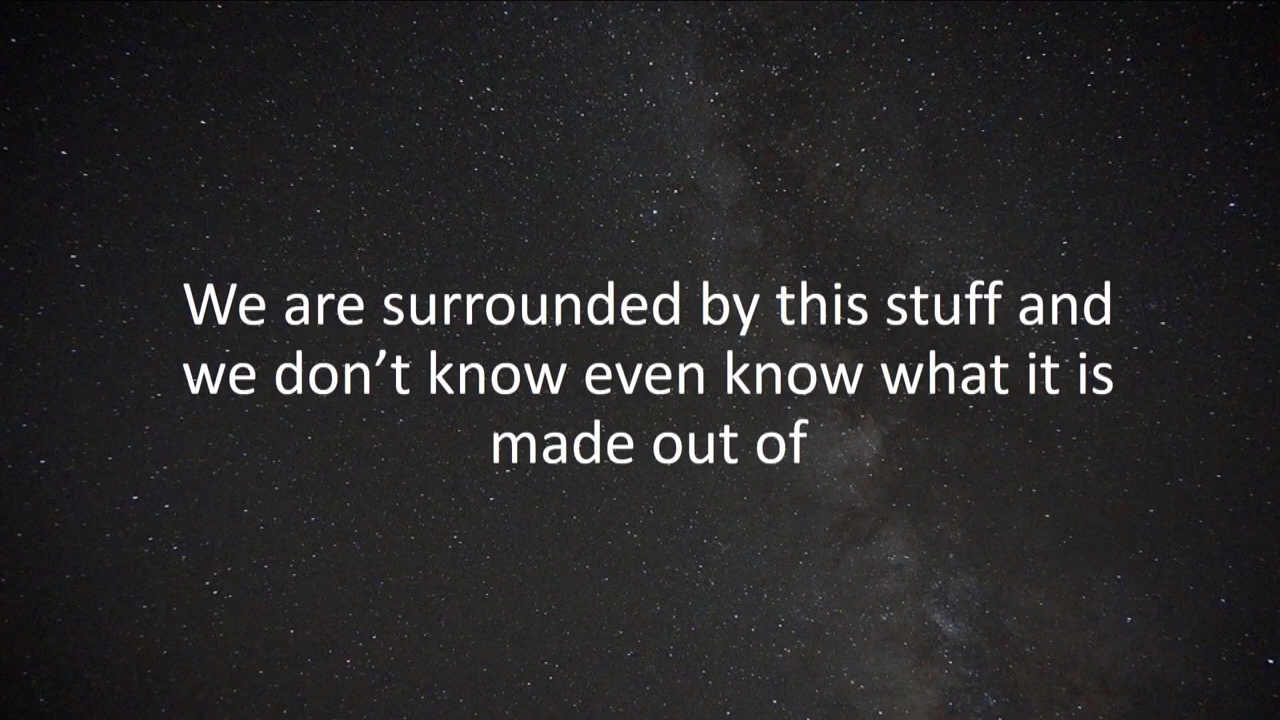 We are surrounded by this stuff and
we don’t know even know what it is
made out of